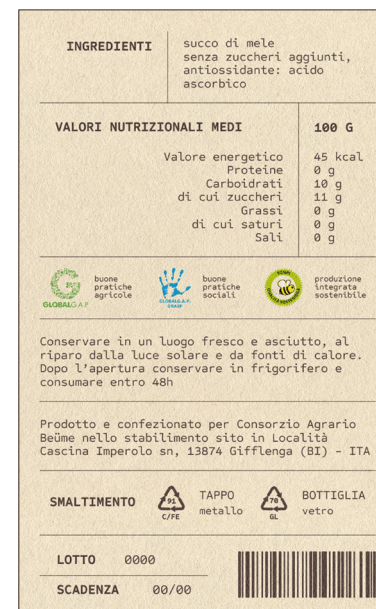 INGREDIENTI
succo di mele
senza zuccheri aggiunti,
antiossidante: acido
ascorbico
VALORI NUTRIZIONALI MEDI 100 G
Valore energetico 45 kcal
Proteine 0 g
Carboidrati 10 g
di cui zuccheri 11 g
Grassi 0 g
di cui saturi 0 g
Sali 0 g
GLOBALG.A.P.
buone
pratiche
agricole
GLOBALG.A.P.
GRASP
buone
pratiche
sociali
SQNPI
QUALITÀ SOSTENIBILE
produzione
integrata
sostenibile
Conservare in un luogo fresco e asciutto, al
riparo dalla luce solare e da fonti di calore.
Dopo l'apertura conservare in frigorifero e
consumare entro 48h
Prodotto e confezionato per Consorzio Agrario
Beüme nello stabilimento sito in Località
Cascina Imperolo sn, 13874 Gifflenga (BI) - ITA
SMALTIMENTO
91
C/FE
TAPPO
metallo
70
GL
BOTTIGLIA
vetro
LOTTO 0000
SCADENZA 00/00